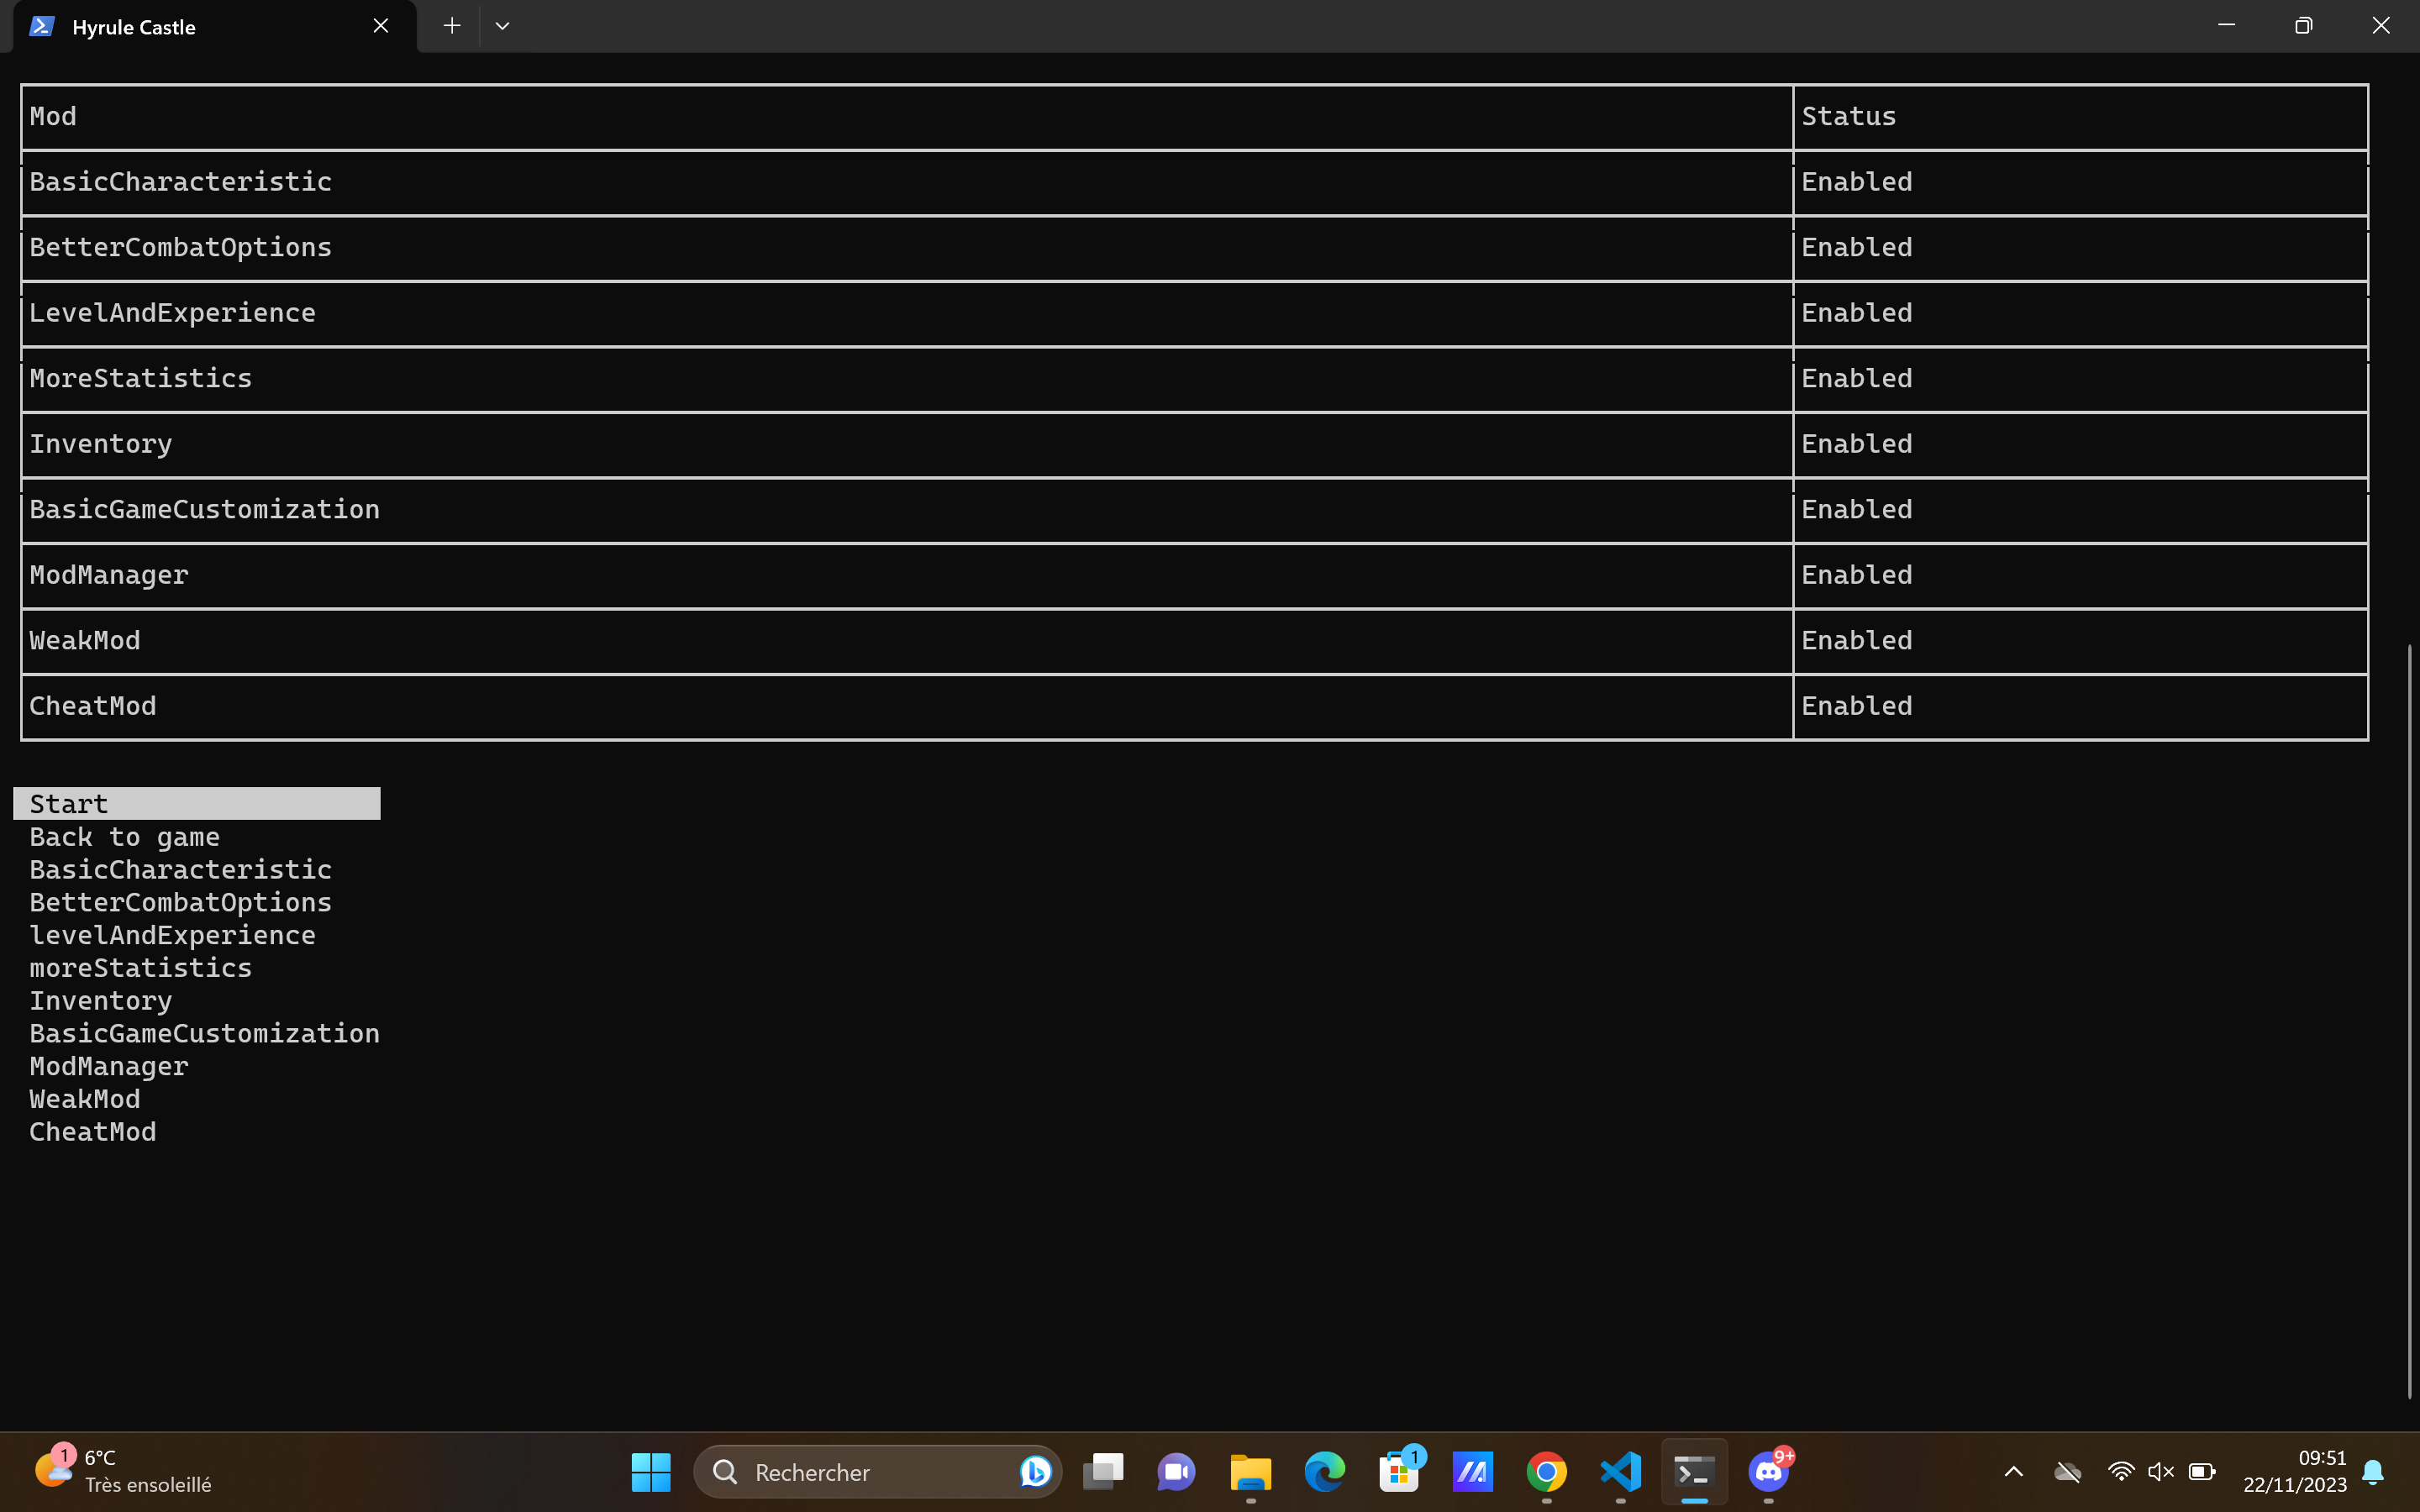 Hyrule Castle
Mod Status
BasicCharacteristic Enabled
BetterCombatOptions Enabled
LevelAndExperience Enabled
MoreStatistics Enabled
Inventory Enabled
BasicGameCustomization Enabled
ModManager Enabled
WeakMod Enabled
CheatMod Enabled
Start
Back to game
BasicCharacteristic
BetterCombatOptions
levelAndExperience
moreStatistics
Inventory
BasicGameCustomization
ModManager
WeakMod
CheatMod
1 6°C
Très ensoleillé
Rechercher
1
9+
09:51
22/11/2023